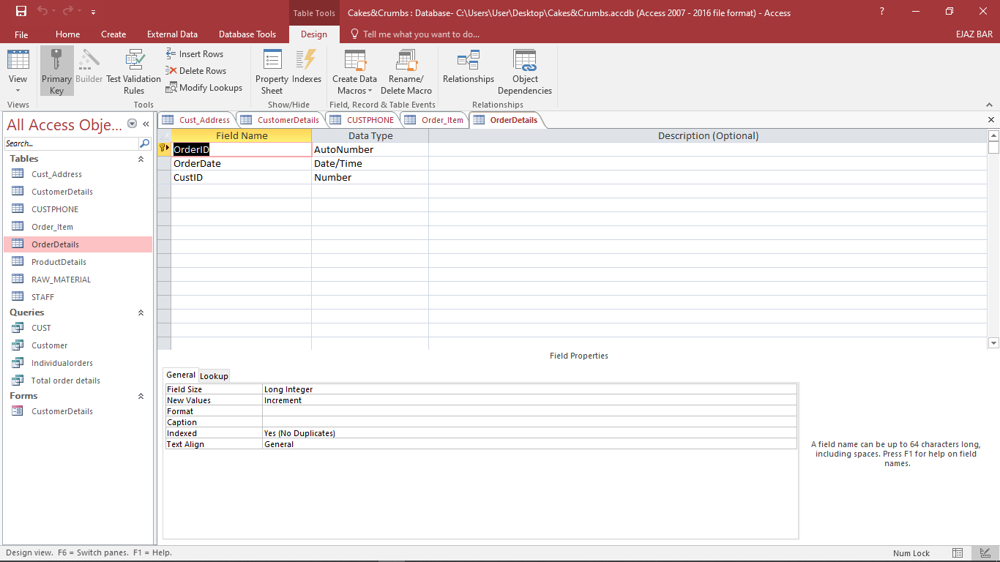 Table Tools
Cakes&Crumbs : Database- C:\Users\User\Desktop\Cakes&Crumbs.accdb (Access 2007 - 2016 file format) - Access
?
File
Home
Create
External Data
Database Tools
Design
Tell me what you want to do...
EJAZ BAR
View
Primary Key
Builder
Test Validation Rules
Insert Rows
Delete Rows
Modify Lookups
Property Sheet
Indexes
Create Data Macros
Rename/ Delete Macro
Relationships
Object Dependencies
Views
Tools
Show/Hide
Field, Record & Table Events
Relationships
All Access Obje...
Search...
Tables
Cust_Address
CustomerDetails
CUSTPHONE
Order_Item
OrderDetails
ProductDetails
RAW_MATERIAL
STAFF
Queries
CUST
Customer
Individualorders
Total order details
Forms
CustomerDetails
Cust_Address
CustomerDetails
CUSTPHONE
Order_Item
OrderDetails
Field Name Data Type Description (Optional)
OrderID AutoNumber
OrderDate Date/Time
CustID Number
Field Properties
General Lookup
Field Size Long Integer
New Values Increment
Format
Caption
Indexed Yes (No Duplicates)
Text Align General
A field name can be up to 64 characters long,
including spaces. Press F1 for help on field
names.
Design view. F6 = Switch panes. F1 = Help.
Num Lock